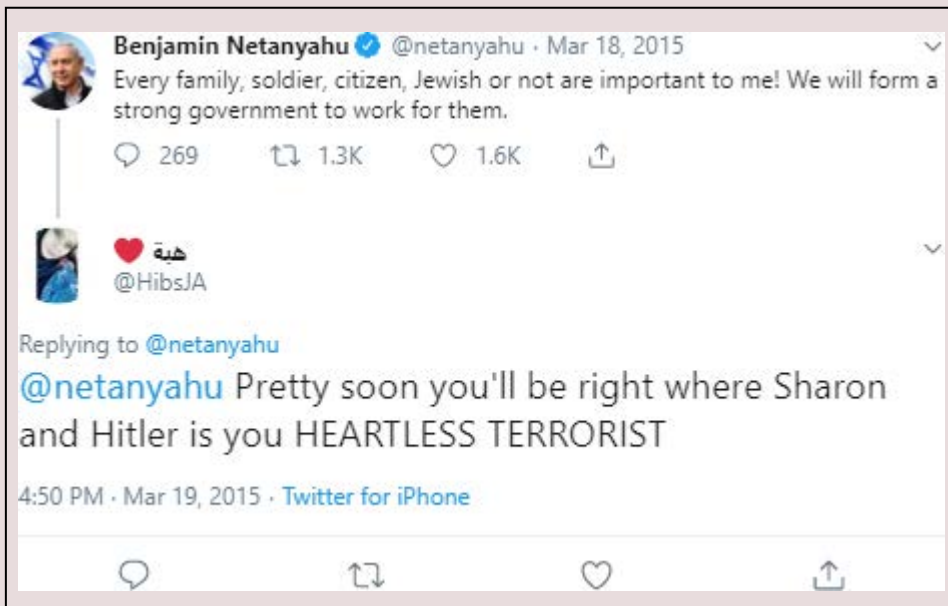 Benjamin Netanyahu @netanyahu · Mar 18, 2015
Every family, soldier, citizen, Jewish or not are important to me! We will form a
strong government to work for them.
269 1.3K 1.6K
هبة
@HibsJA
Replying to @netanyahu
@netanyahu Pretty soon you'll be right where Sharon
and Hitler is you HEARTLESS TERRORIST
4:50 PM · Mar 19, 2015 · Twitter for iPhone